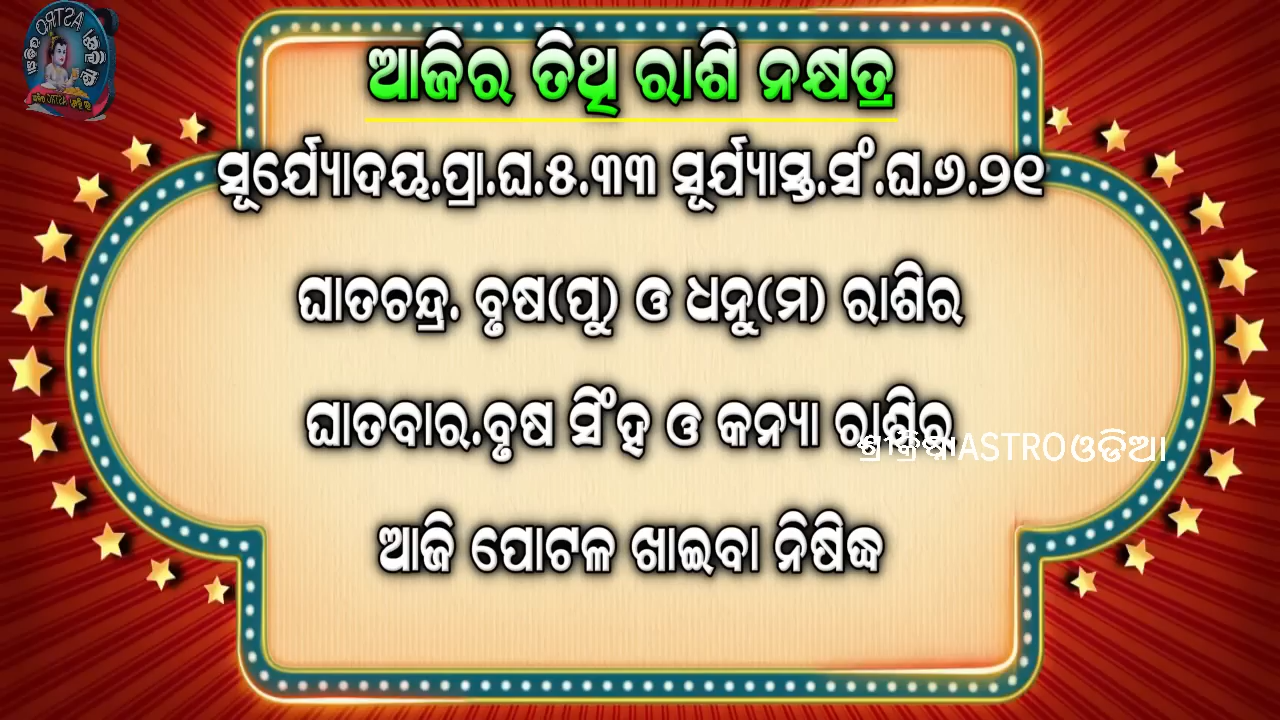 ଆଜିର ତିଥି ରାଶି ନକ୍ଷତ୍ର
ସୂର୍ଯ୍ୟୋଦୟ.ପ୍ରା.ଘ.୫.୩୩ ସୂର୍ଯ୍ୟାସ୍ତ.ସଂ.ଘ.୬.୨୧
ଘାତଚନ୍ଦ୍ର. ବୃଷ(ପୁ) ଓ ଧନୁ(ମ) ରାଶିର
ଘାତବାର.ବୃଷ ସିଂହ ଓ କନ୍ୟା ରାଶିର
ASTRO ଓଡିଆ
ଆଜି ପୋଟଳ ଖାଇବା ନିଷିଦ୍ଧ